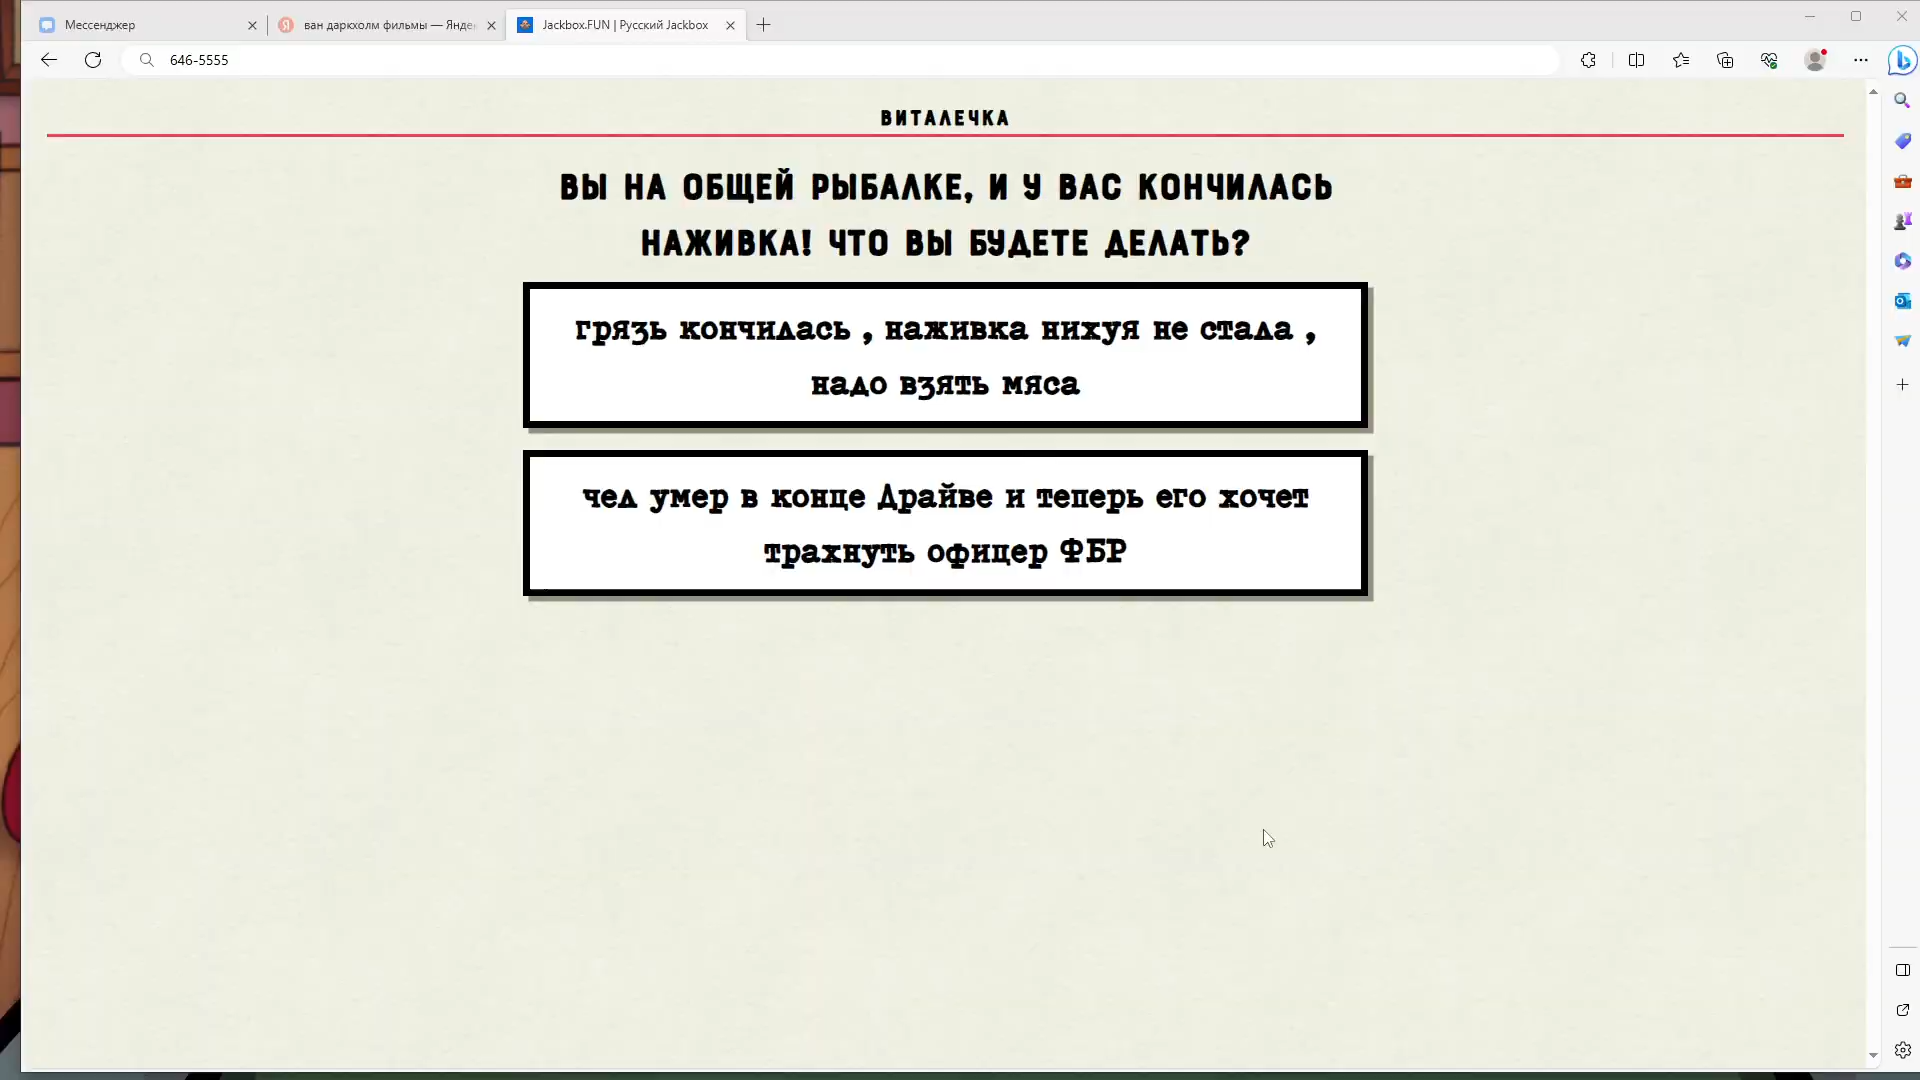 Мессенджер
ван даркхолм фильмы — Яндек
Jackbox.FUN | Русский Jackbox
646-5555
ВИТАЛЕЧКА
ВЫ НА ОБЩЕЙ РЫБАЛКЕ, И У ВАС КОНЧИЛАСЬ
НАЖИВКА! ЧТО ВЫ БУДЕТЕ ДЕЛАТЬ?
грязь кончилась , наживка нихуя не стала ,
надо взять мяса
чел умер в конце Драйве и теперь его хочет
трахнуть офицер ФБР